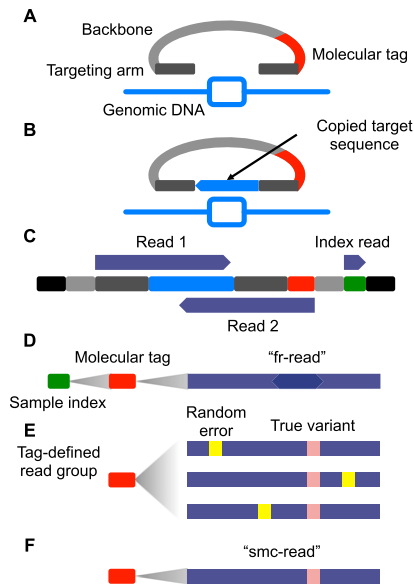 A
Backbone
Molecular tag
Targeting arm
Genomic DNA
B
Copied target
sequence
C
Read 1
Index read
Read 2
D
Molecular tag
“fr-read”
Sample index
E
Random
error
True variant
Tag-defined
read group
F
“smc-read”